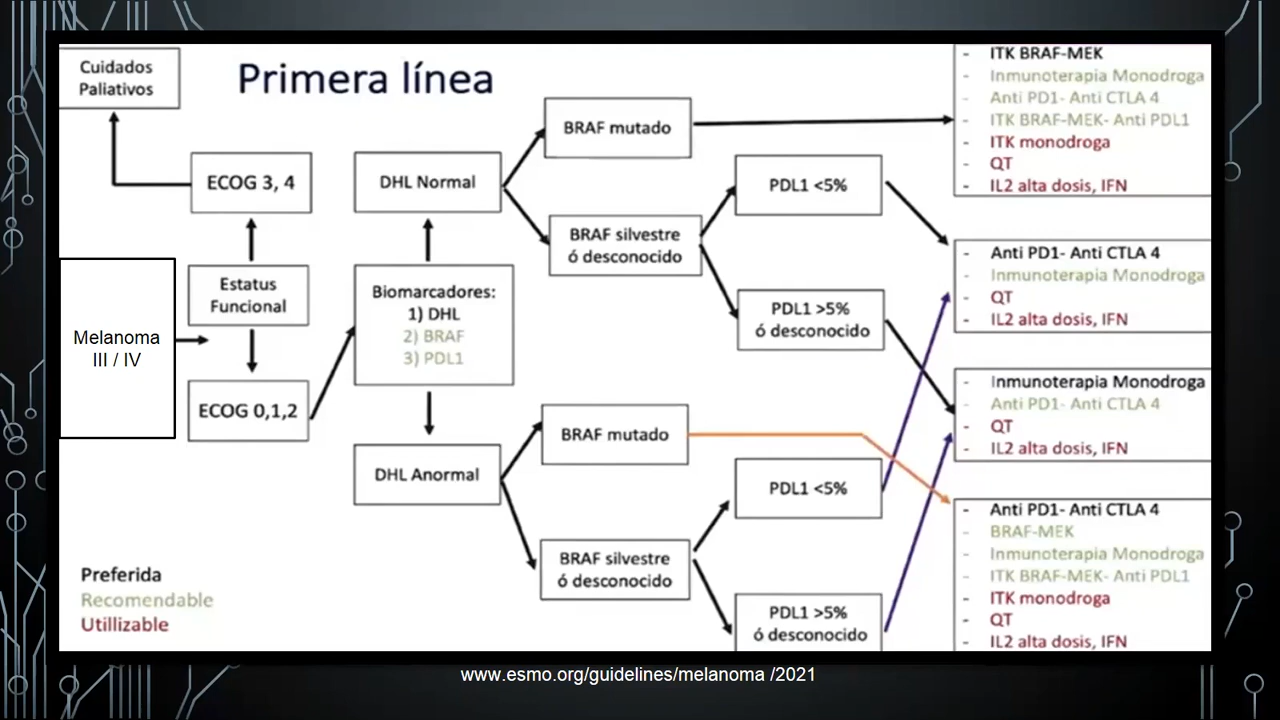 Primera línea
Cuidados
Paliativos
ECOG 3, 4
Estatus
Funcional
Melanoma
III / IV
ECOG 0,1,2
DHL Normal
Biomarcadores:
1) DHL
2) BRAF
3) PDL1
DHL Anormal
BRAF mutado
BRAF silvestre
ó desconocido
PDL1 <5%
PDL1 >5%
ó desconocido
BRAF mutado
BRAF silvestre
ó desconocido
PDL1 <5%
PDL1 >5%
ó desconocido
- ITK BRAF-MEK
- Inmunoterapia Monodroga
- Anti PD1- Anti CTLA 4
- ITK BRAF-MEK- Anti PDL1
- ITK monodroga
- QT
- IL2 alta dosis, IFN
- Anti PD1- Anti CTLA 4
- Inmunoterapia Monodroga
- QT
- IL2 alta dosis, IFN
- Inmunoterapia Monodroga
- Anti PD1- Anti CTLA 4
- QT
- IL2 alta dosis, IFN
- Anti PD1- Anti CTLA 4
- BRAF-MEK
- Inmunoterapia Monodroga
- ITK BRAF-MEK- Anti PDL1
- ITK monodroga
- QT
- IL2 alta dosis, IFN
Preferida
Recomendable
Utillizable
www.esmo.org/guidelines/melanoma /2021